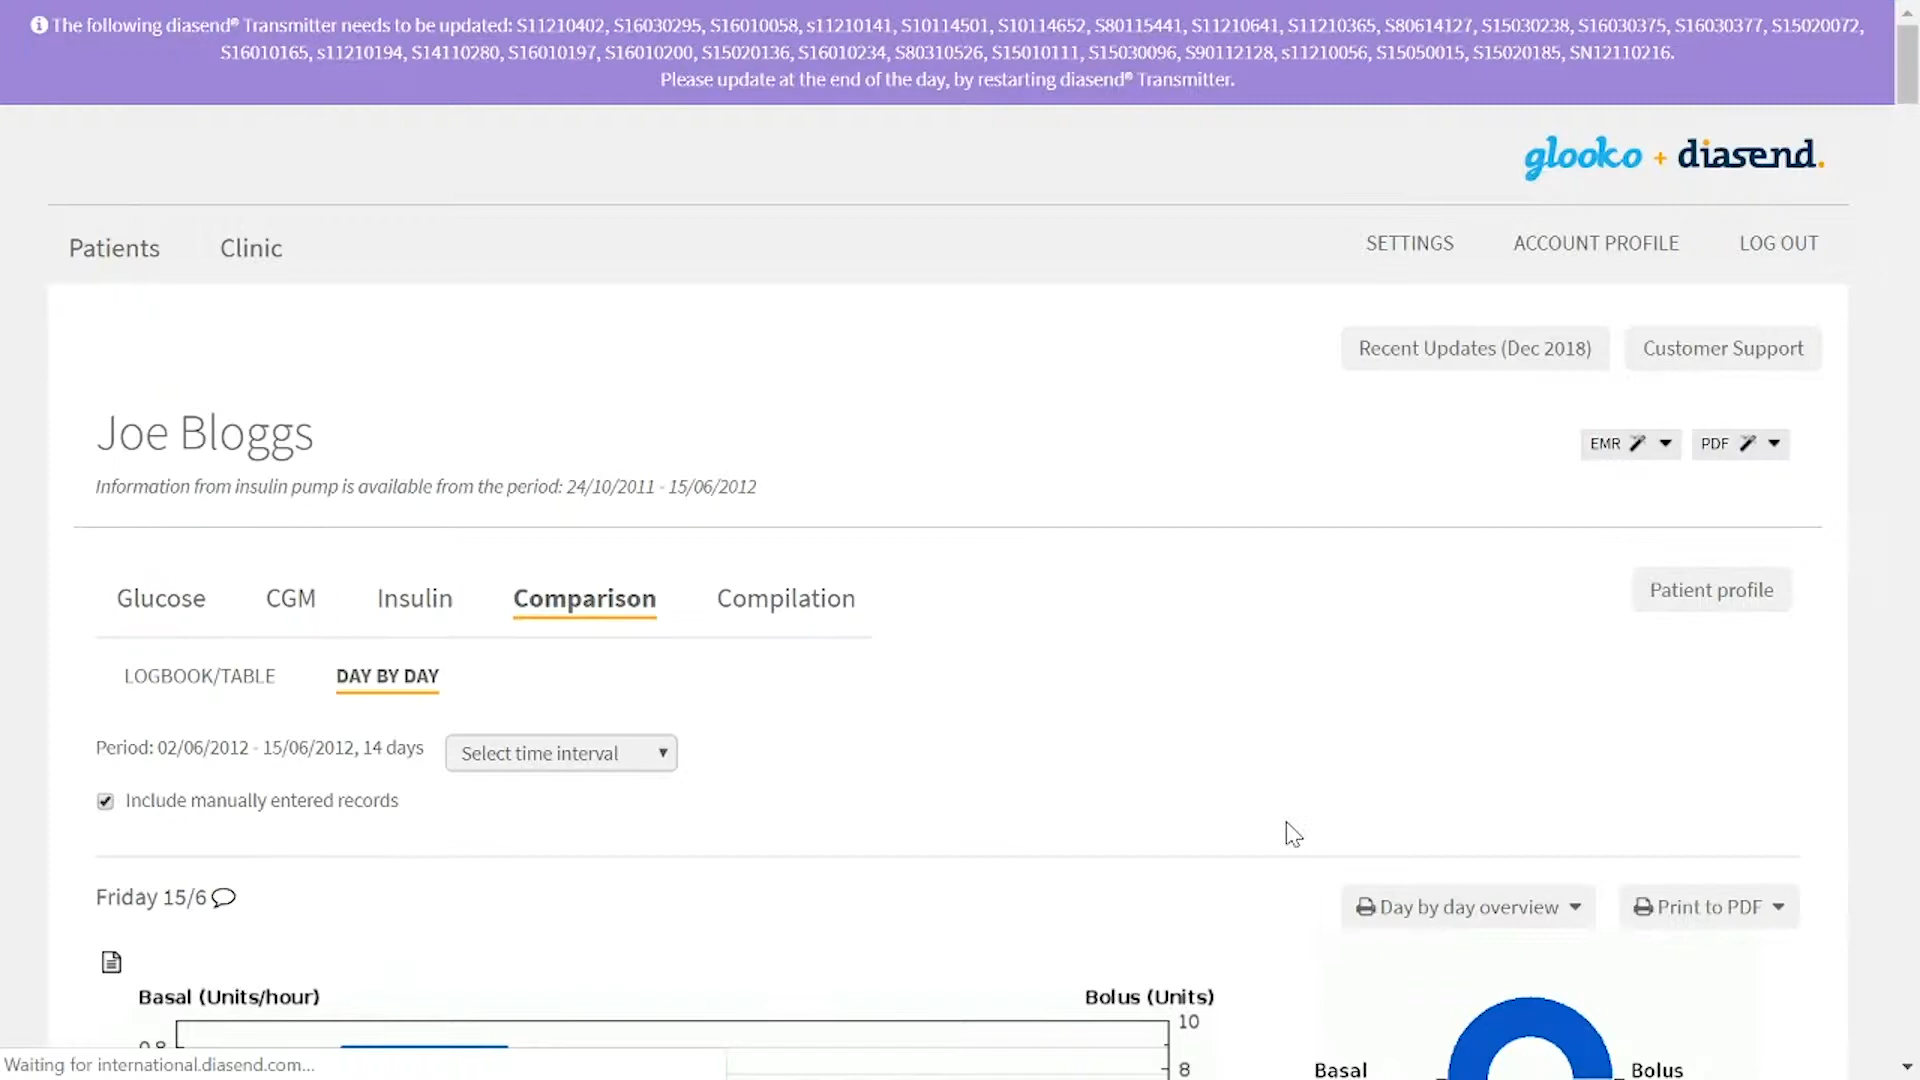 The following diasend® Transmitter needs to be updated: S11210402, S16030295, S16010058, s11210141, S10114501, S10114652, S80115441, S11210641, S11210365, S80614127, S15030238, S16030375, S16030377, S15020072,
S16010165, s11210194, S14110280, S16010197, S16010200, S15020136, S16010234, S80310526, S15010111, S15030096, S90112128, s11210056, S15050015, S15020185, SN12110216.
Please update at the end of the day, by restarting diasend® Transmitter.
glooko + diasend.
Patients Clinic SETTINGS ACCOUNT PROFILE LOG OUT
Recent Updates (Dec 2018) Customer Support
Joe Bloggs
EMR PDF
Information from insulin pump is available from the period: 24/10/2011 - 15/06/2012
Glucose CGM Insulin Comparison Compilation Patient profile
LOGBOOK/TABLE DAY BY DAY
Period: 02/06/2012 - 15/06/2012, 14 days Select time interval
Include manually entered records
Friday 15/6 Day by day overview Print to PDF
Basal (Units/hour) Bolus (Units)
10
0.8
8
Waiting for international.diasend.com...
Basal Bolus